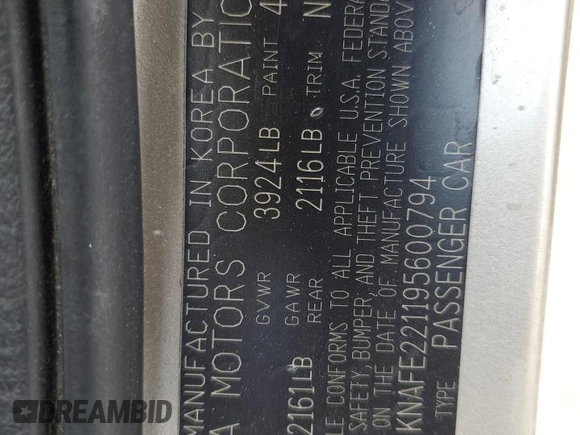 MANUFACTURED IN KOREA BY
A MOTORS CORPORATIO
GVWR 3924LB PAINT 4
GAWR
2161LB REAR 2116LB TRIM N
LE CONFORMS TO ALL APPLICABLE U.S.A. FEDERA
SAFETY, BUMPER, AND THEFT PREVENTION STANDA
ON THE DATE OF MANUFACTURE SHOWN ABOV
KNAFE221195600794
TYPE PASSENGER CAR
DREAMBID